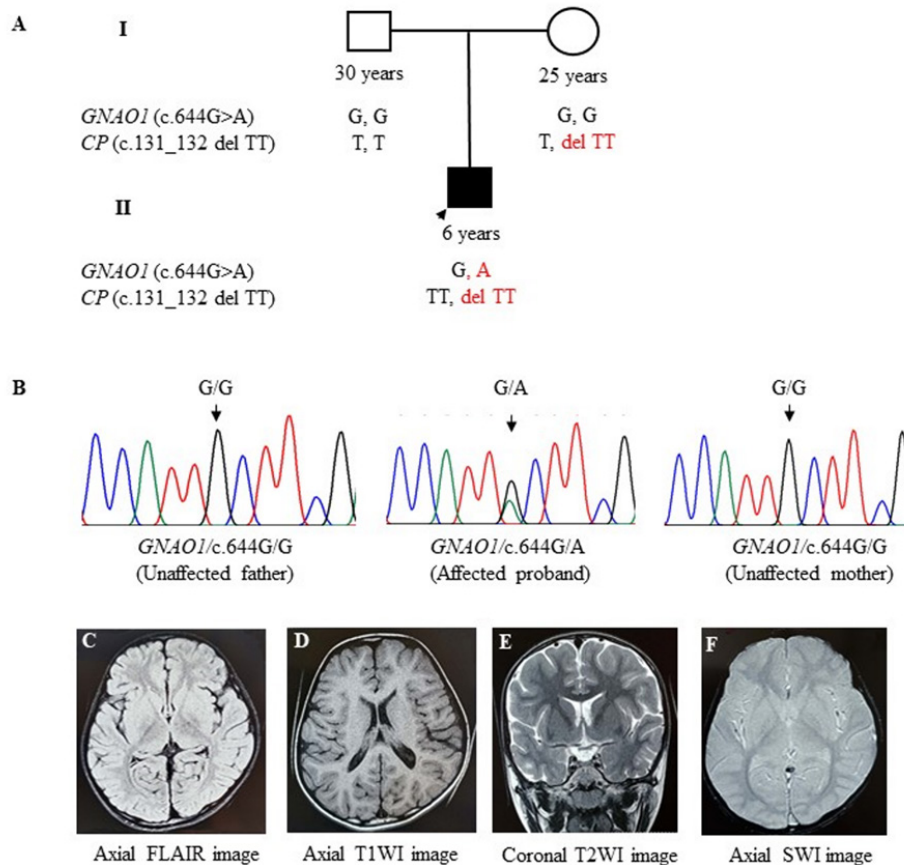 A
I
30 years
25 years
GNAO1 (c.644G>A)
G, G
G, G
CP (c.131_132 del TT)
T, T
T, del TT
II
6 years
GNAO1 (c.644G>A)
G, A
CP (c.131_132 del TT)
TT, del TT
B
G/G
G/A
G/G
GNAO1/c.644G/G
GNAO1/c.644G/A
GNAO1/c.644G/G
(Unaffected father)
(Affected proband)
(Unaffected mother)
C
D
E
F
Axial FLAIR image
Axial T1WI image
Coronal T2WI image
Axial SWI image